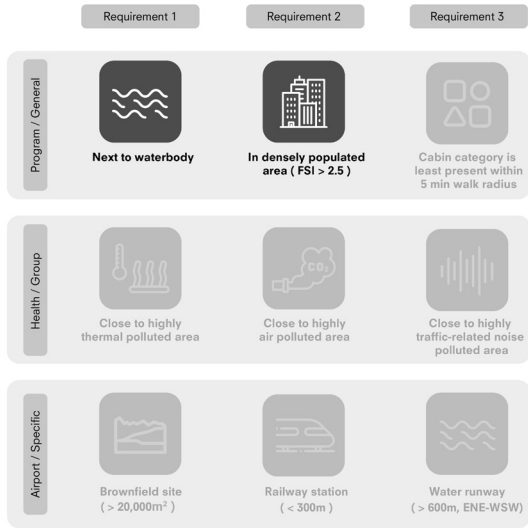 Requirement 1
Requirement 2
Requirement 3
Program / General
Next to waterbody
In densely populated
area ( FSI > 2.5 )
Cabin category is
least present within
5 min walk radius
Health / Group
CO₂
Close to highly
thermal polluted area
Close to highly
air polluted area
Close to highly
traffic-related noise
polluted area
Airport / Specific
Brownfield site
( > 20,000m² )
Railway station
( < 300m )
Water runway
( > 600m, ENE-WSW)